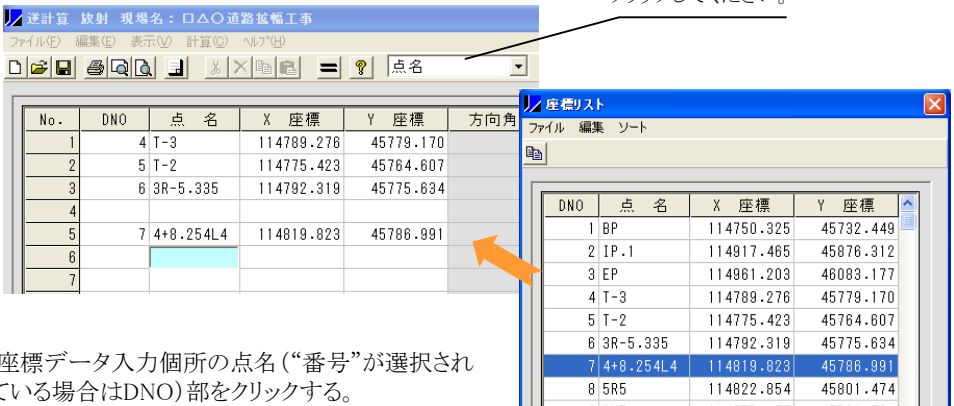 クリックしてください。
逆計算 放射 現場名：ロ△〇道路拡幅工事
ファイル(F) 編集(E) 表示(V) 計算(C) ヘルプ(H)
点名
No. DNO 点 名 X 座標 Y 座標 方向角
1 4 T-3 114789.276 45779.170
2 5 T-2 114775.423 45764.607
3 6 3R-5.335 114792.319 45775.634
4
5 7 4+8.254L4 114819.823 45786.991
6
7
座標リスト
ファイル 編集 ソート
DNO 点 名 X 座標 Y 座標
1 BP 114750.325 45732.449
2 IP.1 114917.465 45876.312
3 EP 114961.203 46083.177
4 T-3 114789.276 45779.170
5 T-2 114775.423 45764.607
6 3R-5.335 114792.319 45775.634
7 4+8.254L4 114819.823 45786.991
8 5R5 114822.854 45801.474
座標データ入力個所の点名（“番号”が選択され
ている場合はDNO）部をクリックする。